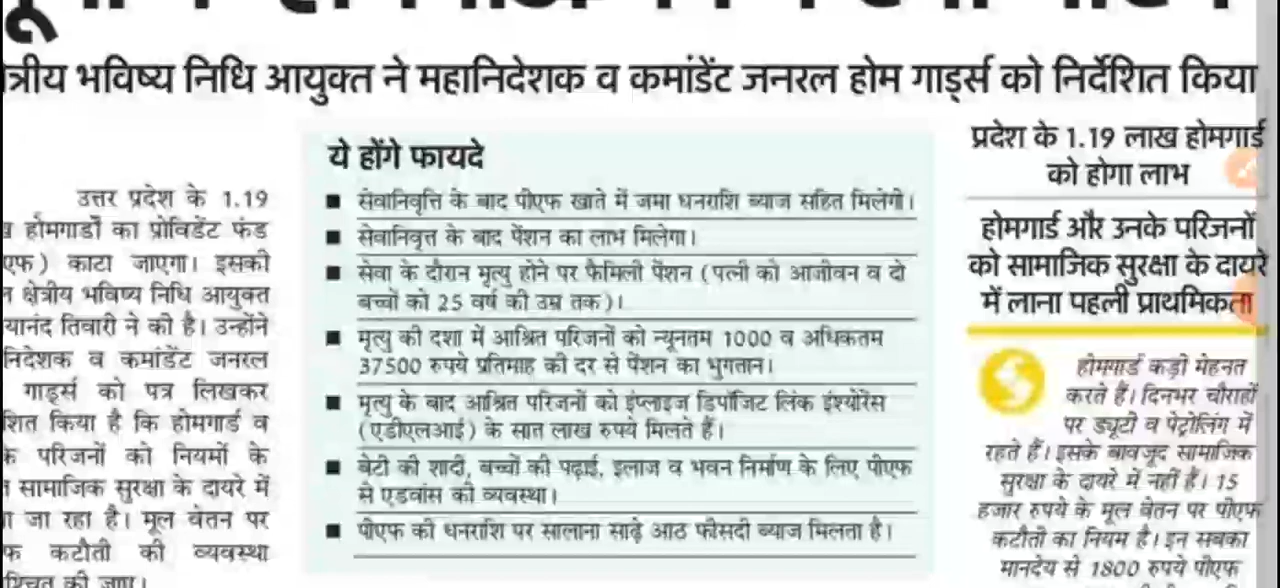 त्रीय भविष्य निधि आयुक्त ने महानिदेशक व कमांडेंट जनरल होम गार्ड्स को निर्देशित किया
उत्तर प्रदेश के 1.19
होमगार्डों का प्रोविडेंट फंड
एफ) काटा जाएगा। इसकी
क्षेत्रीय भविष्य निधि आयुक्त
यानंद तिवारी ने की है। उन्होंने
निदेशक व कमांडेंट जनरल
गार्ड्स को पत्र लिखकर
शित किया है कि होमगार्ड व
के परिजनों को नियमों के
सामाजिक सुरक्षा के दायरे में
जा रहा है। मूल वेतन पर
फ कटौती की व्यवस्था
श्चित की जाए।
ये होंगे फायदे
■ सेवानिवृत्ति के बाद पीएफ खाते में जमा धनराशि ब्याज सहित मिलेगी।
■ सेवानिवृत्त के बाद पेंशन का लाभ मिलेगा।
■ सेवा के दौरान मृत्यु होने पर फैमिली पेंशन (पत्नी को आजीवन व दो
बच्चों को 25 वर्ष की उम्र तक)।
■ मृत्यु की दशा में आश्रित परिजनों को न्यूनतम 1000 व अधिकतम
37500 रुपये प्रतिमाह की दर से पेंशन का भुगतान।
■ मृत्यु के बाद आश्रित परिजनों को इंप्लाइज डिपॉजिट लिंक इंश्योरेंस
(एडीएलआई) के सात लाख रुपये मिलते हैं।
■ बेटी की शादी, बच्चों की पढ़ाई, इलाज व भवन निर्माण के लिए पीएफ
से एडवांस की व्यवस्था।
■ पीएफ की धनराशि पर सालाना साढ़े आठ फीसदी ब्याज मिलता है।
प्रदेश के 1.19 लाख होमगार्ड
को होगा लाभ
होमगार्ड और उनके परिजनों
को सामाजिक सुरक्षा के दायरे
में लाना पहली प्राथमिकता
होमगार्ड कड़ी मेहनत
करते हैं। दिनभर चौराहों
पर ड्यूटी व पेट्रोलिंग में
रहते हैं। इसके बावजूद सामाजिक
सुरक्षा के दायरे में नहीं हैं। 15
हजार रुपये के मूल वेतन पर पीएफ
कटौती का नियम है। इन सबका
मानदेय से 1800 रुपये पीएफ